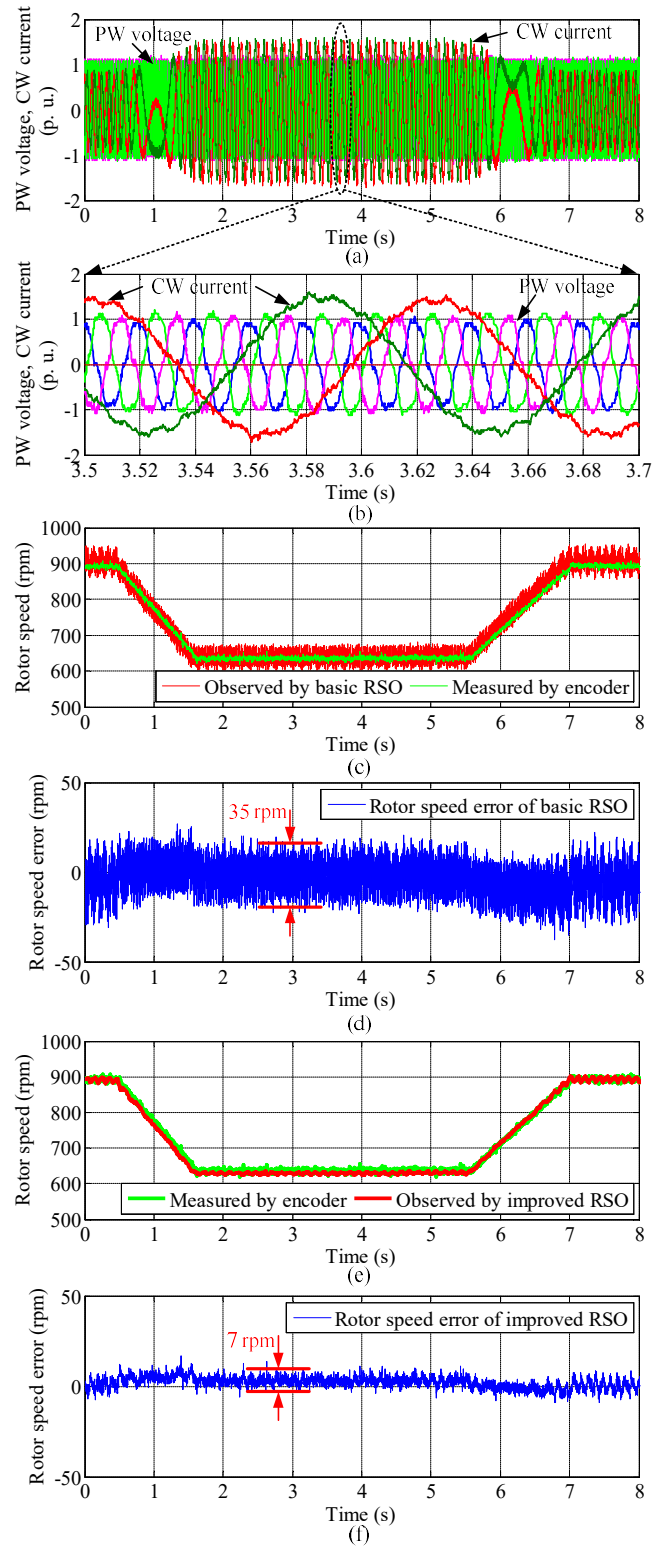 PW voltage, CW current
(p. u.)
2
1
0
-1
-2
PW voltage
CW current
0 1 2 3 4 5 6 7 8
Time (s)
(a)
PW voltage, CW current
(p. u.)
2
1
0
-1
-2
CW current
PW voltage
3.5 3.52 3.54 3.56 3.58 3.6 3.62 3.64 3.66 3.68 3.7
Time (s)
(b)
Rotor speed (rpm)
1000
900
800
700
600
500
Observed by basic RSO Measured by encoder
0 1 2 3 4 5 6 7 8
Time (s)
(c)
Rotor speed error (rpm)
50
0
-50
35 rpm
Rotor speed error of basic RSO
0 1 2 3 4 5 6 7 8
Time (s)
(d)
Rotor speed (rpm)
1000
900
800
700
600
500
Measured by encoder Observed by improved RSO
0 1 2 3 4 5 6 7 8
Time (s)
(e)
Rotor speed error (rpm)
50
0
-50
7 rpm
Rotor speed error of improved RSO
0 1 2 3 4 5 6 7 8
Time (s)
(f)